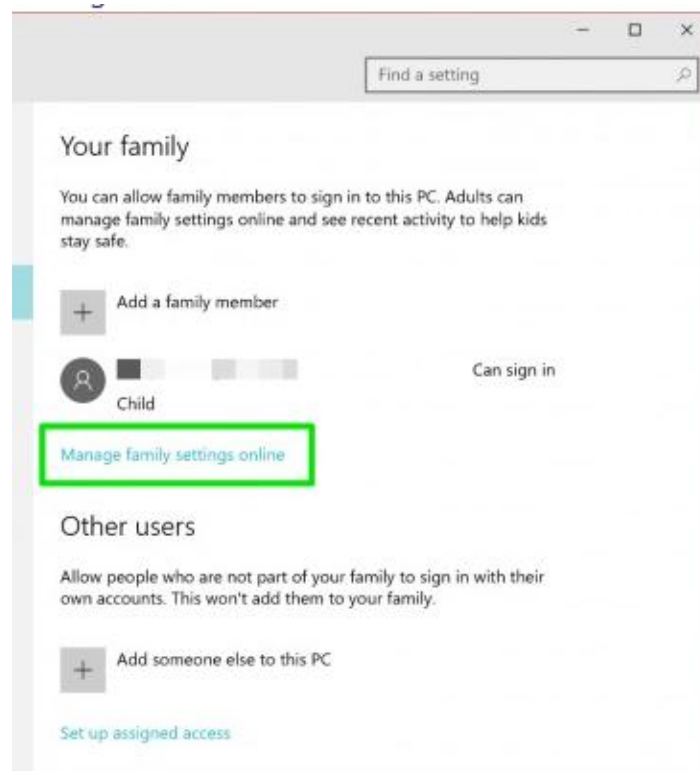 Find a setting
Your family
You can allow family members to sign in to this PC. Adults can
manage family settings online and see recent activity to help kids
stay safe.
Add a family member
Can sign in
Child
Manage family settings online
Other users
Allow people who are not part of your family to sign in with their
own accounts. This won't add them to your family.
Add someone else to this PC
Set up assigned access